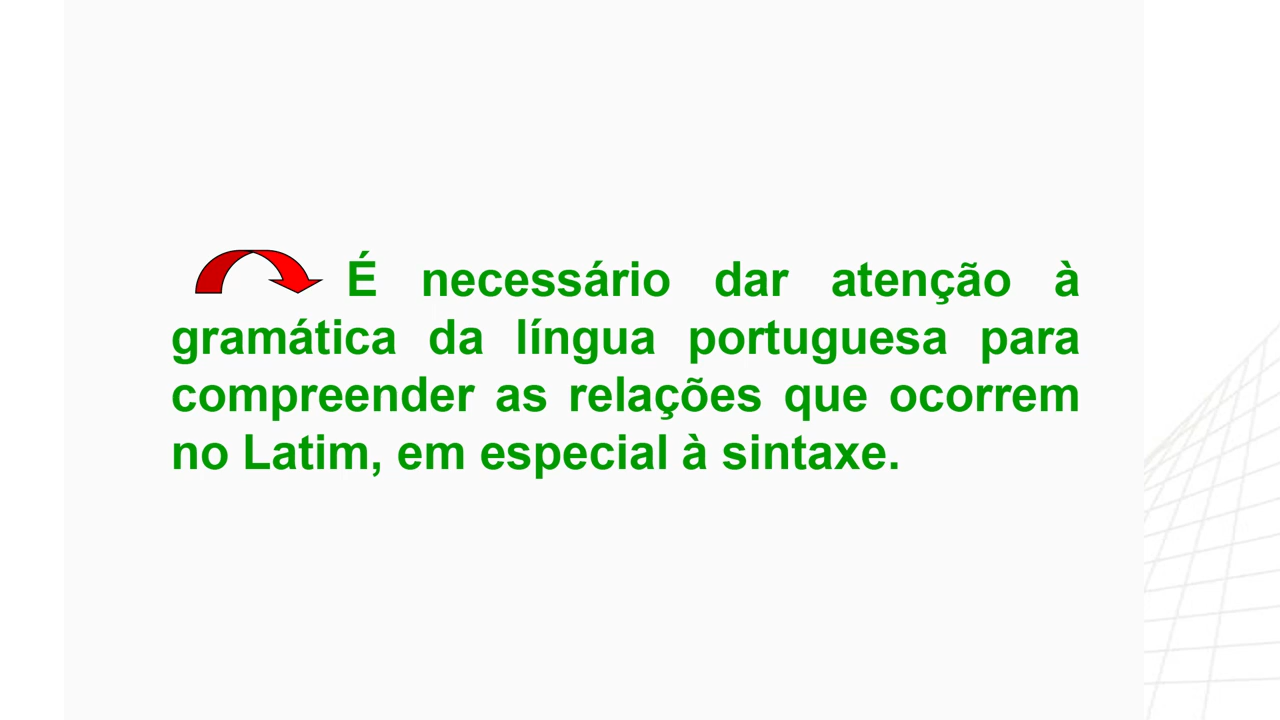 É necessário dar atenção à
gramática da língua portuguesa para
compreender as relações que ocorrem
no Latim, em especial à sintaxe.